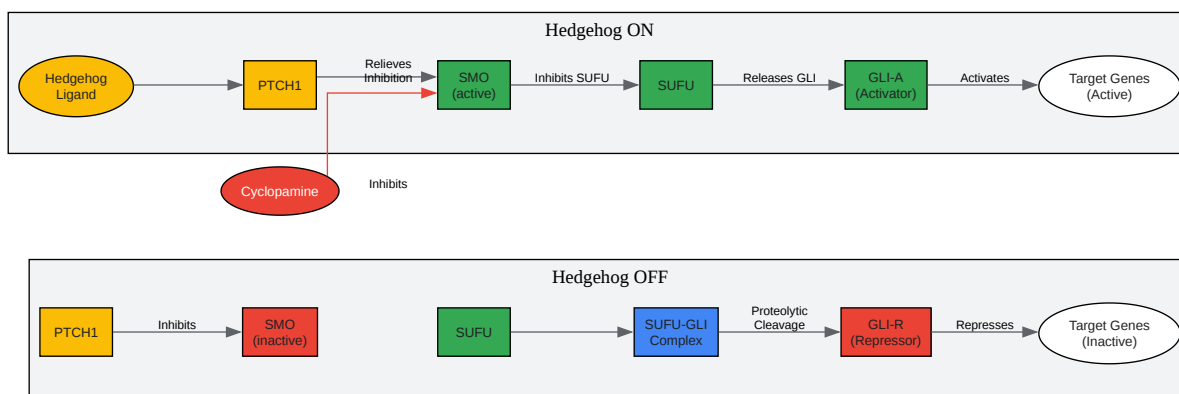 Hedgehog ON
Hedgehog
Ligand
PTCH1
Relieves
Inhibition
SMO
(active)
Inhibits SUFU
SUFU
Releases GLI
GLI-A
(Activator)
Activates
Target Genes
(Active)
Cyclopamine
Inhibits
Hedgehog OFF
PTCH1
Inhibits
SMO
(inactive)
SUFU
SUFU-GLI
Complex
Proteolytic
Cleavage
GLI-R
(Repressor)
Represses
Target Genes
(Inactive)